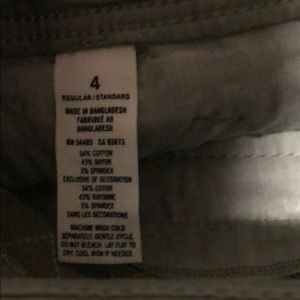 4
REGULAR/STANDARD
MADE IN BANGLADESH
FABRIQUÉ AU
BANGLADESH
RN 54485 CA 03873
54% COTTON
43% RAYON
3% SPANDEX
EXCLUSIVE OF DECORATION
54% COTON
43% RAYONNE
3% SPANDEX
SANS LES DÉCORATIONS
MACHINE WASH COLD
SEPARATELY, GENTLE CYCLE.
DO NOT BLEACH. LAY FLAT TO
DRY. COOL IRON IF NEEDED.